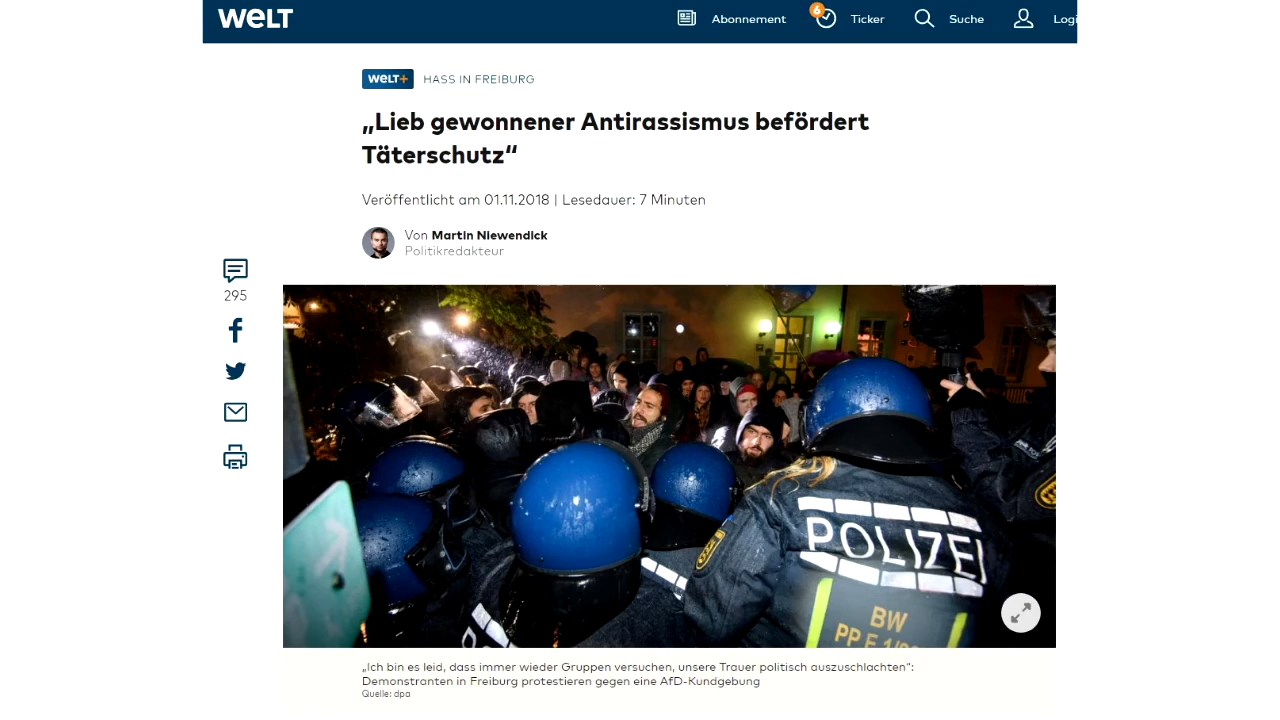 WELT
Abonnement
6
Ticker
Suche
Logi
WELT+ HASS IN FREIBURG
„Lieb gewonnener Antirassismus befördert
Täterschutz“
Veröffentlicht am 01.11.2018 | Lesedauer: 7 Minuten
Von Martin Niewendick
Politikredakteur
295
POLIZEI
BW
„Ich bin es leid, dass immer wieder Gruppen versuchen, unsere Trauer politisch auszuschlachten“:
Demonstranten in Freiburg protestieren gegen eine AfD-Kundgebung
Quelle: dpa